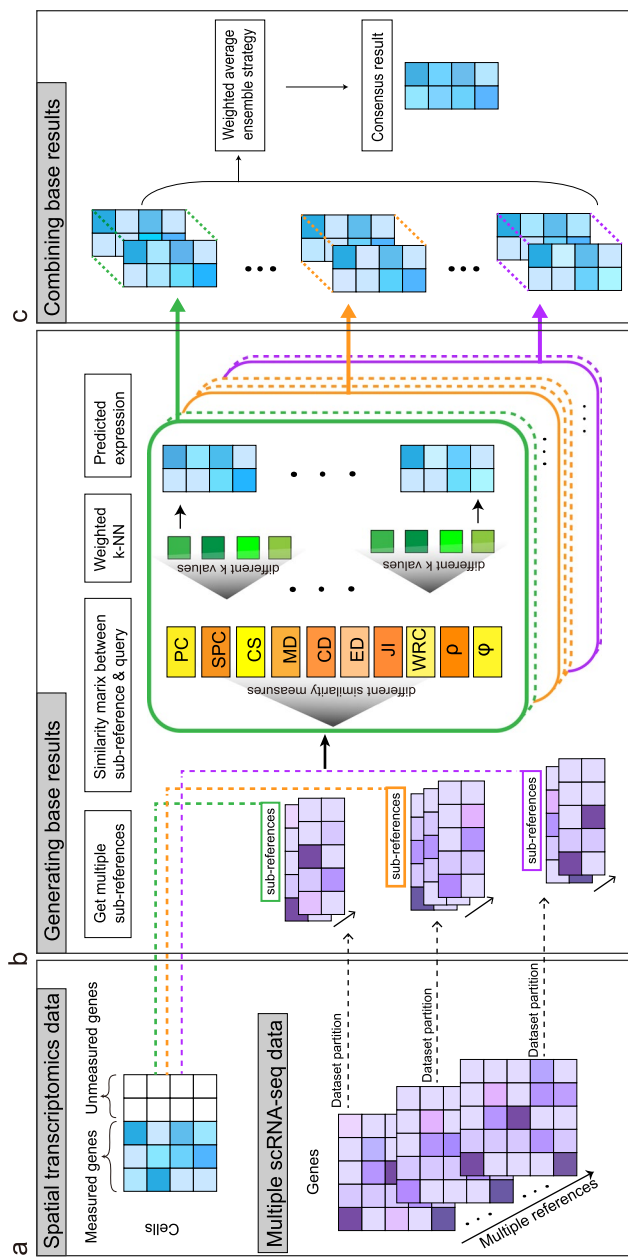 a
Spatial transcriptomics data
Measured genes
Unmeasured genes
Cells
Multiple scRNA-seq data
Genes
Multiple references
Dataset partition
Dataset partition
Dataset partition
b
Generating base results
Get multiple
sub-references
Similarity marix between
sub-reference & query
Weighted
k-NN
Predicted
expression
sub-references
sub-references
sub-references
different similarity measures
PC
SPC
CS
MD
CD
ED
JI
WRC
ρ
φ
different k values
different k values
c
Combining base results
Weighted average
ensemble strategy
Consensus result